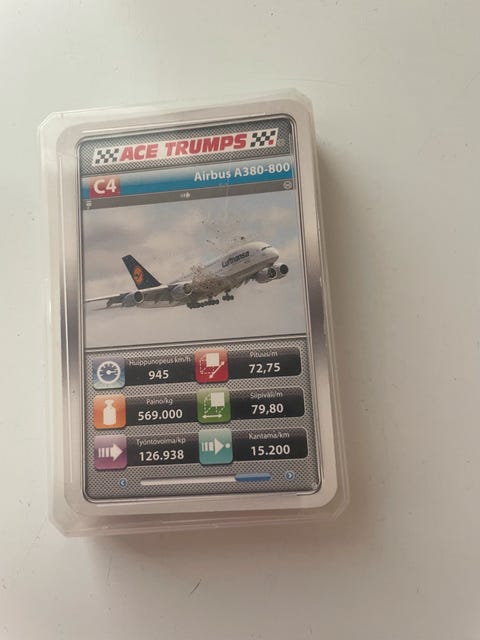 ACE TRUMPS
C4
Airbus A380-800
Lufthansa
Huippunopeus km/h
945
Pituus/m
72,75
Paino/kg
569.000
Siipiväli/m
79,80
Työntövoima/kp
126.938
Kantama/km
15.200